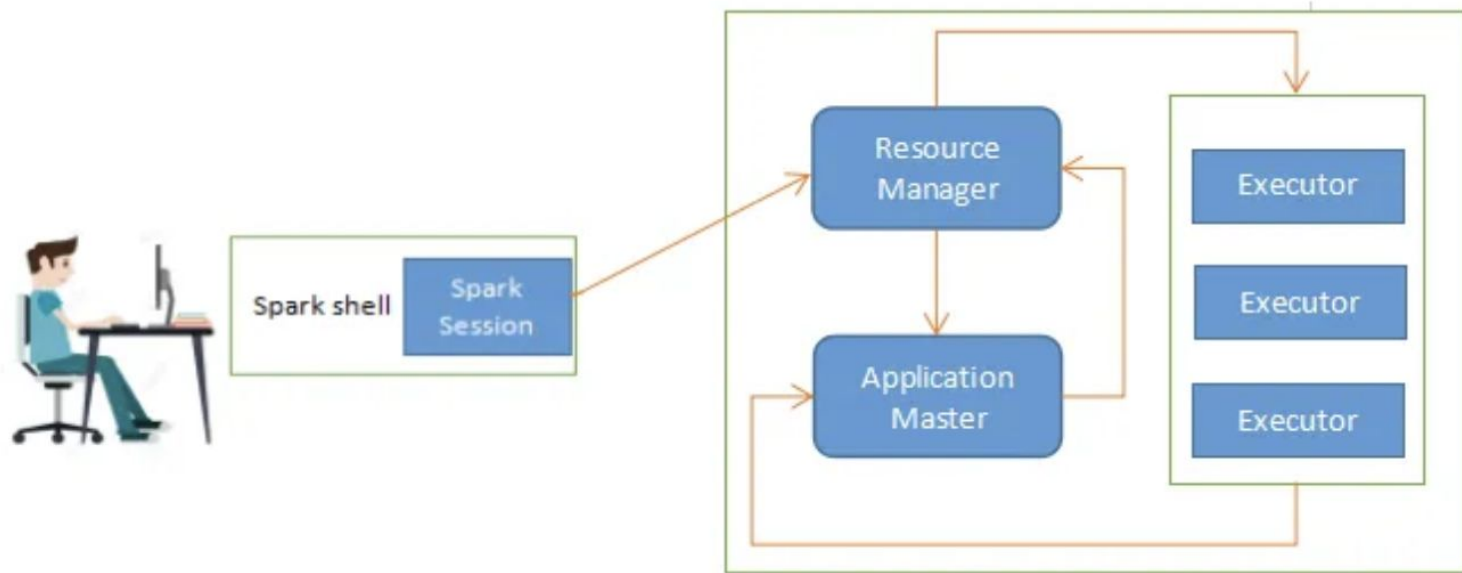 Spark shell
Spark
Session
Resource
Manager
Application
Master
Executor
Executor
Executor